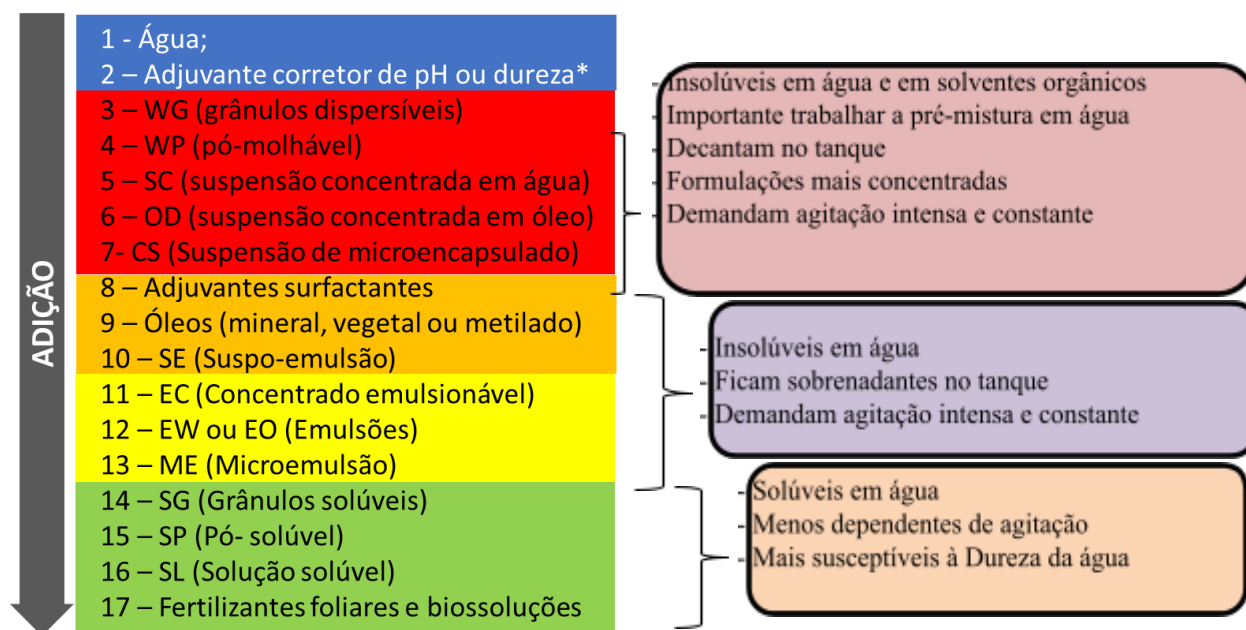 ADIÇÃO
1 - Água;
2 – Adjuvante corretor de pH ou dureza*
3 – WG (grânulos dispersíveis)
4 – WP (pó-molhável)
5 – SC (suspensão concentrada em água)
6 – OD (suspensão concentrada em óleo)
7- CS (Suspensão de microencapsulado)
8 – Adjuvantes surfactantes
9 – Óleos (mineral, vegetal ou metilado)
10 – SE (Suspo-emulsão)
11 – EC (Concentrado emulsionável)
12 – EW ou EO (Emulsões)
13 – ME (Microemulsão)
14 – SG (Grânulos solúveis)
15 – SP (Pó- solúvel)
16 – SL (Solução solúvel)
17 – Fertilizantes foliares e biossoluções
- Insolúveis em água e em solventes orgânicos
- Importante trabalhar a pré-mistura em água
- Decantam no tanque
- Formulações mais concentradas
- Demandam agitação intensa e constante
- Insolúveis em água
- Ficam sobrenadantes no tanque
- Demandam agitação intensa e constante
- Solúveis em água
- Menos dependentes de agitação
- Mais susceptíveis à Dureza da água